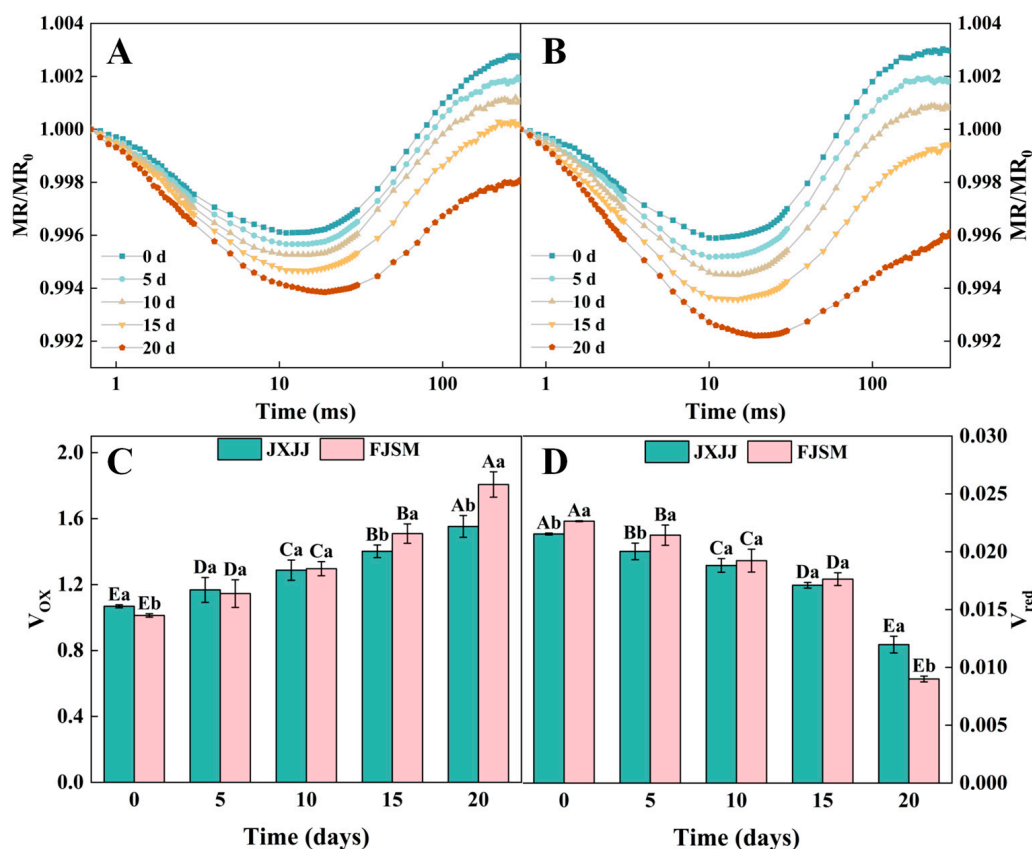 A
MR/MR0
1.004
1.002
1.000
0.998
0.996
0.994
0.992
0 d
5 d
10 d
15 d
20 d
1 10 100
Time (ms)
B
1.004
1.002
1.000
0.998
0.996
0.994
0.992
MR/MR0
0 d
5 d
10 d
15 d
20 d
1 10 100
Time (ms)
C
JXJJ FJSM
VOX
2.0
1.6
1.2
0.8
0.4
0.0
Ea Eb Da Da Ca Ca Bb Ba Ab Aa
0 5 10 15 20
Time (days)
D
JXJJ FJSM
0.030
0.025
0.020
0.015
0.010
0.005
0.000
Vred
Ab Aa Bb Ba Ca Ca Da Da Ea Eb
0 5 10 15 20
Time (days)